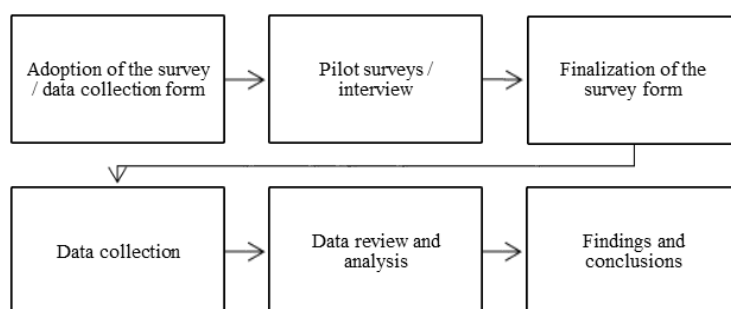 Adoption of the survey
/ data collection form
Pilot surveys /
interview
Finalization of the
survey form
Data collection
Data review and
analysis
Findings and
conclusions